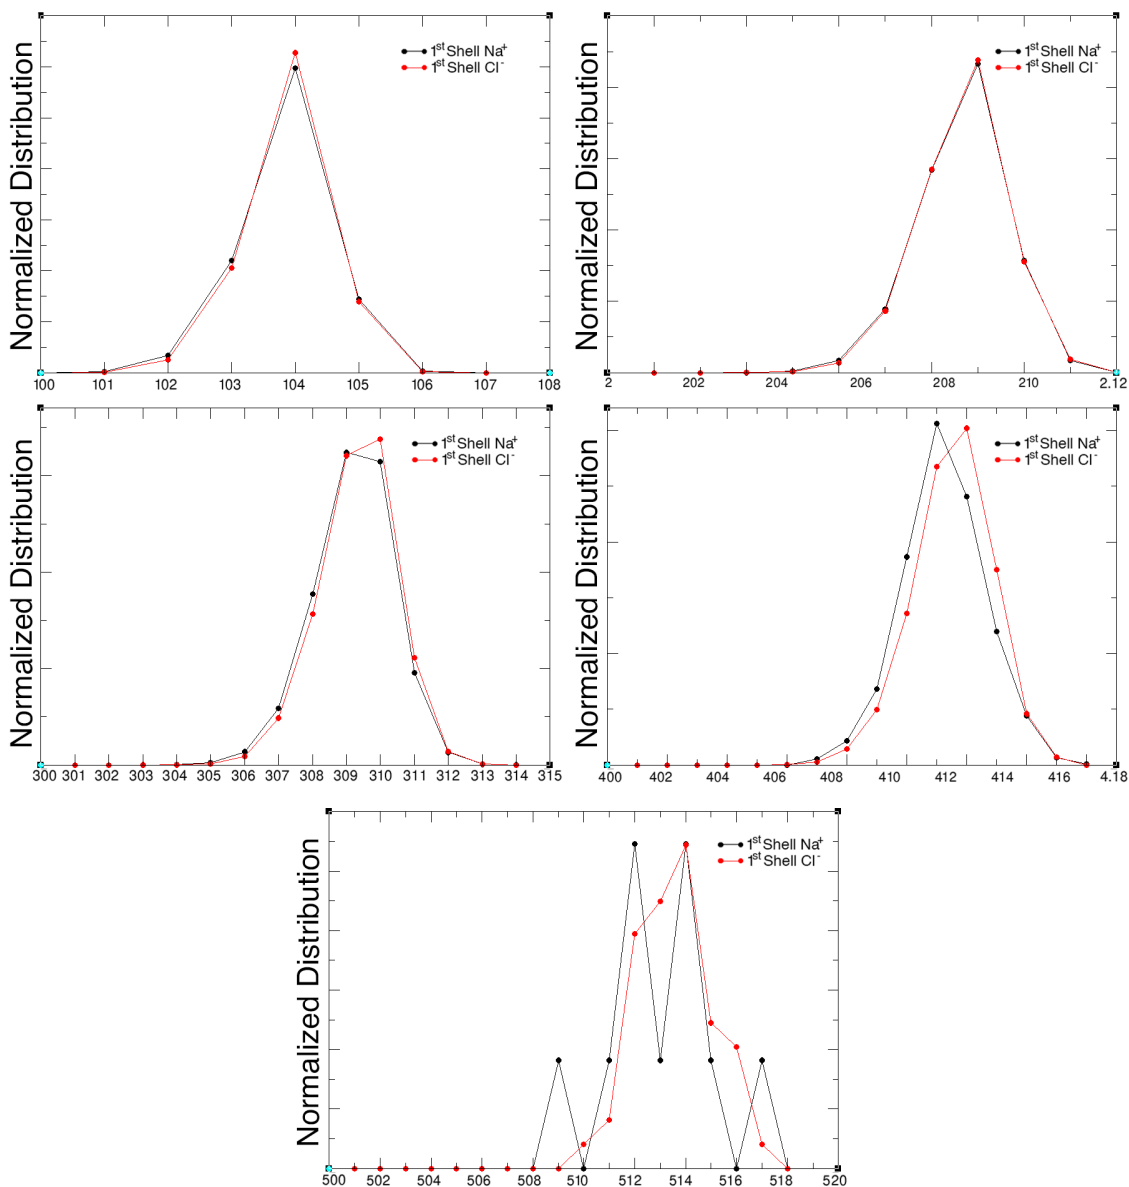 Normalized Distribution
1st Shell Na+
1st Shell Cl-
100 101 102 103 104 105 106 107 108
Normalized Distribution
1st Shell Na+
1st Shell Cl-
2 202 204 206 208 210 2.12
Normalized Distribution
1st Shell Na+
1st Shell Cl-
300 301 302 303 304 305 306 307 308 309 310 311 312 313 314 315
Normalized Distribution
1st Shell Na+
1st Shell Cl-
400 402 404 406 408 410 412 414 416 4.18
Normalized Distribution
1st Shell Na+
1st Shell Cl-
500 502 504 506 508 510 512 514 516 518 520